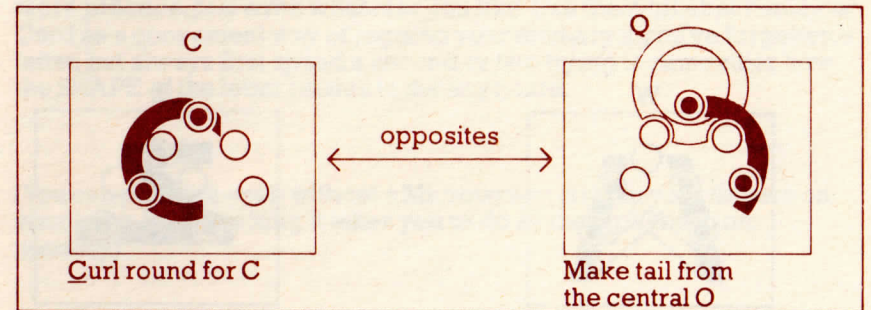 C
Q
opposites
Curl round for C
Make tail from
the central O